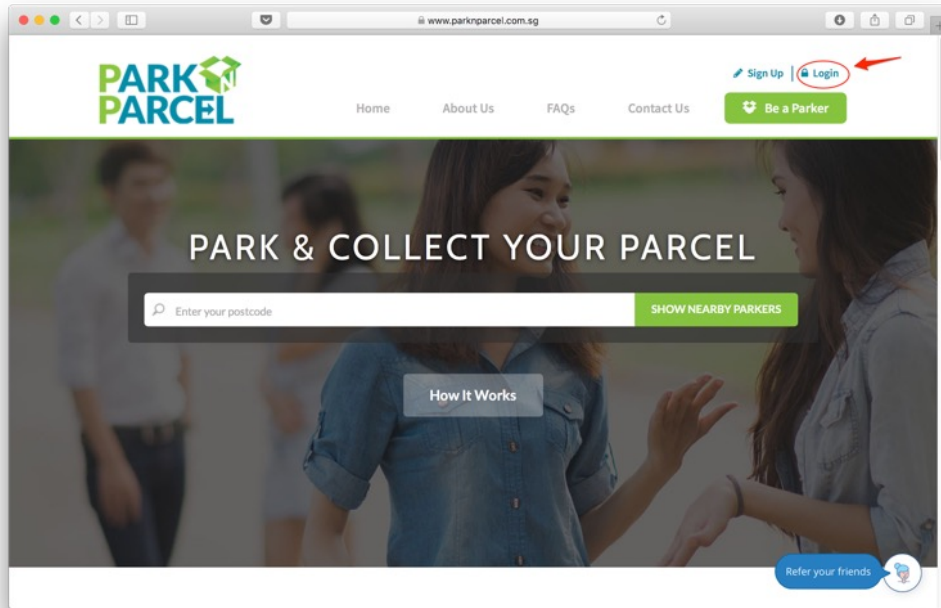 www.parknparcel.com.sg
PARK N
PARCEL
Sign Up
Login
Home
About Us
FAQs
Contact Us
Be a Parker
PARK & COLLECT YOUR PARCEL
Enter your postcode
SHOW NEARBY PARKERS
How It Works
Refer your friends